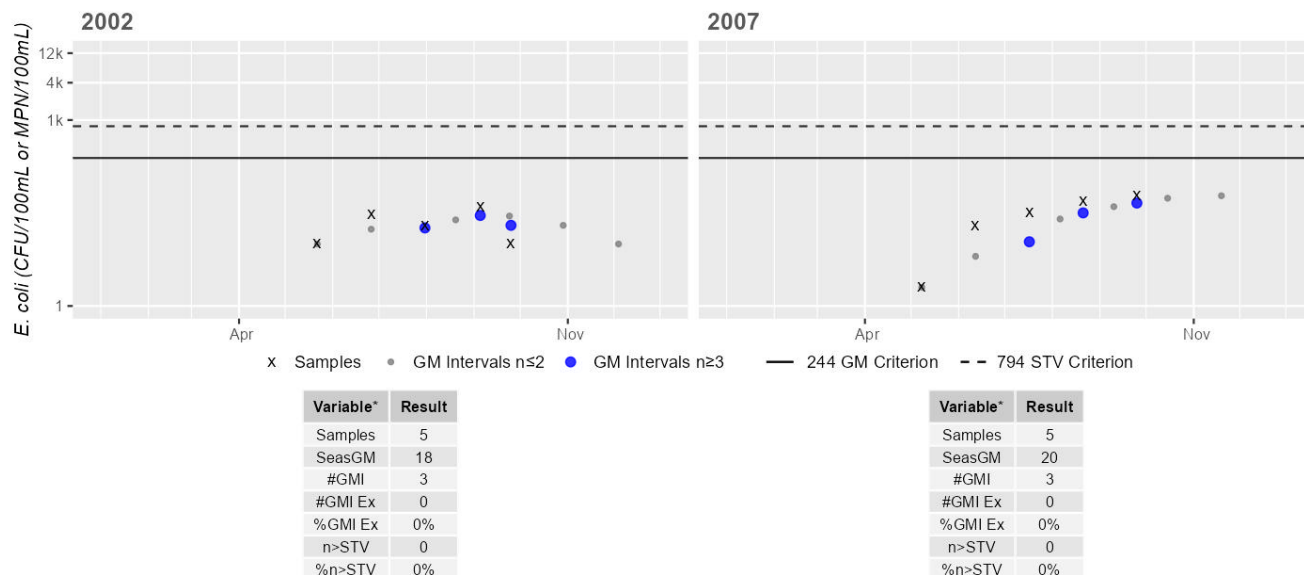 2002
2007
E. coli (CFU/100mL or MPN/100mL)
12k
4k
1k
1
Apr
Nov
Apr
Nov
x Samples
GM Intervals n≤2
GM Intervals n≥3
244 GM Criterion
794 STV Criterion
Variable* Result
Samples 5
SeasGM 18
#GMI 3
#GMI Ex 0
%GMI Ex 0%
n>STV 0
%n>STV 0%
Variable* Result
Samples 5
SeasGM 20
#GMI 3
#GMI Ex 0
%GMI Ex 0%
n>STV 0
%n>STV 0%